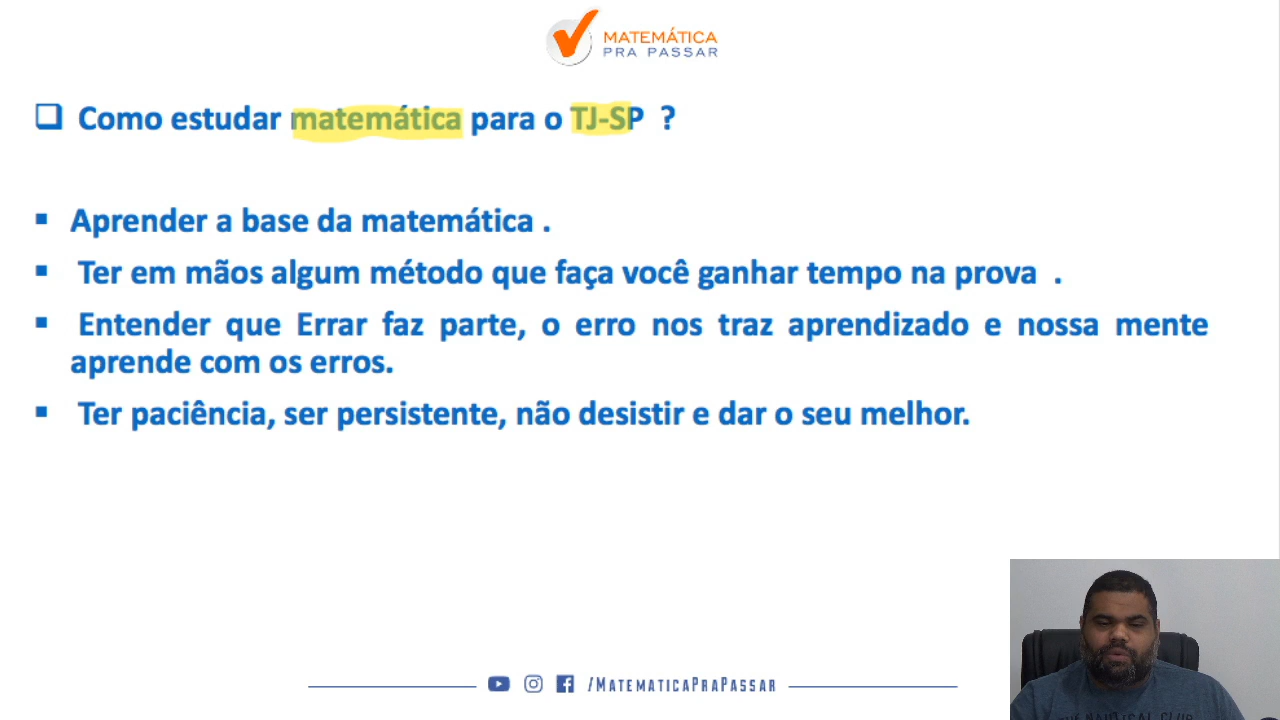 MATEMÁTICA
PRA PASSAR
Como estudar matemática para o TJ-SP ?
Aprender a base da matemática .
Ter em mãos algum método que faça você ganhar tempo na prova .
Entender que Errar faz parte, o erro nos traz aprendizado e nossa mente
aprende com os erros.
Ter paciência, ser persistente, não desistir e dar o seu melhor.
/MATEMATICAPRAPASSAR
NAUTICAL CLUB